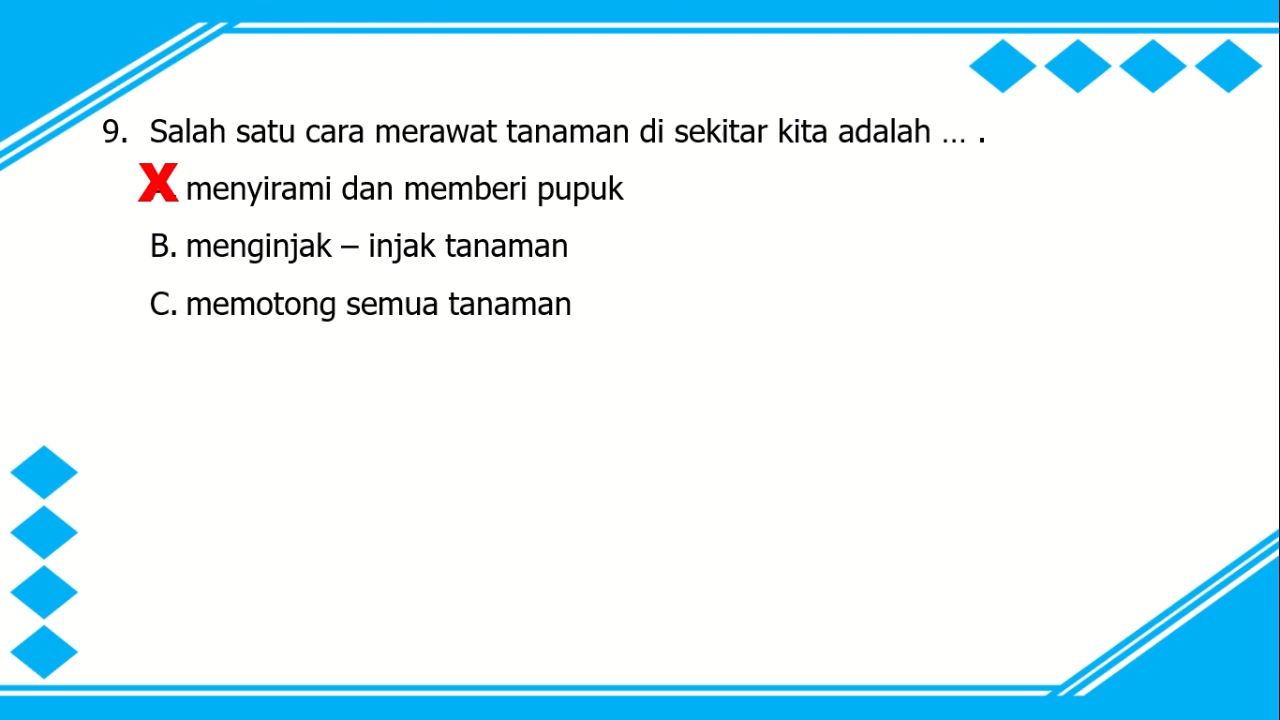 9. Salah satu cara merawat tanaman di sekitar kita adalah ... .
X menyirami dan memberi pupuk
B. menginjak – injak tanaman
C. memotong semua tanaman